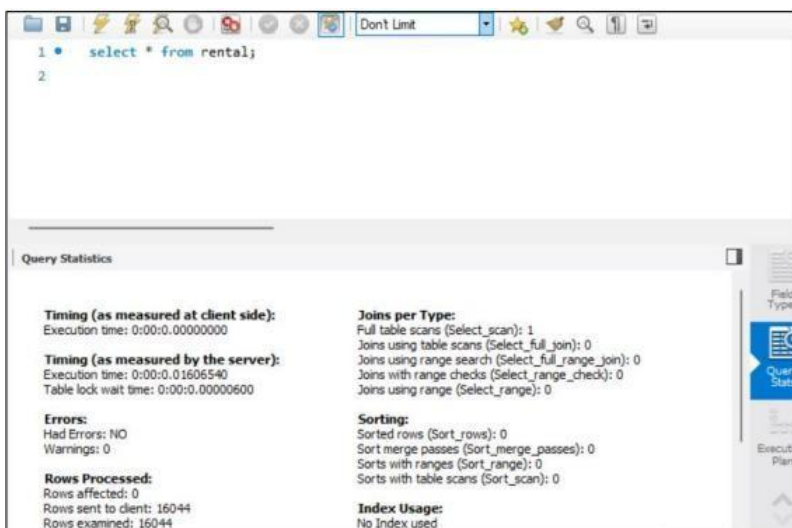 Don't Limit
1 select * from rental;
2
Query Statistics
Timing (as measured at client side):
Execution time: 0:00:0.00000000
Timing (as measured by the server):
Execution time: 0:00:0.01606540
Table lock wait time: 0:00:0.00000600
Errors:
Had Errors: NO
Warnings: 0
Rows Processed:
Rows affected: 0
Rows sent to client: 16044
Rows examined: 16044
Joins per Type:
Full table scans (Select_scan): 1
Joins using table scans (Select_full_join): 0
Joins using range search (Select_full_range_join): 0
Joins with range checks (Select_range_check): 0
Joins using range (Select_range): 0
Sorting:
Sorted rows (Sort_rows): 0
Sort merge passes (Sort_merge_passes): 0
Sorts with ranges (Sort_range): 0
Sorts with table scans (Sort_scan): 0
Index Usage:
No Index used
Field
Type
Quer
Stat
Execut
Plan